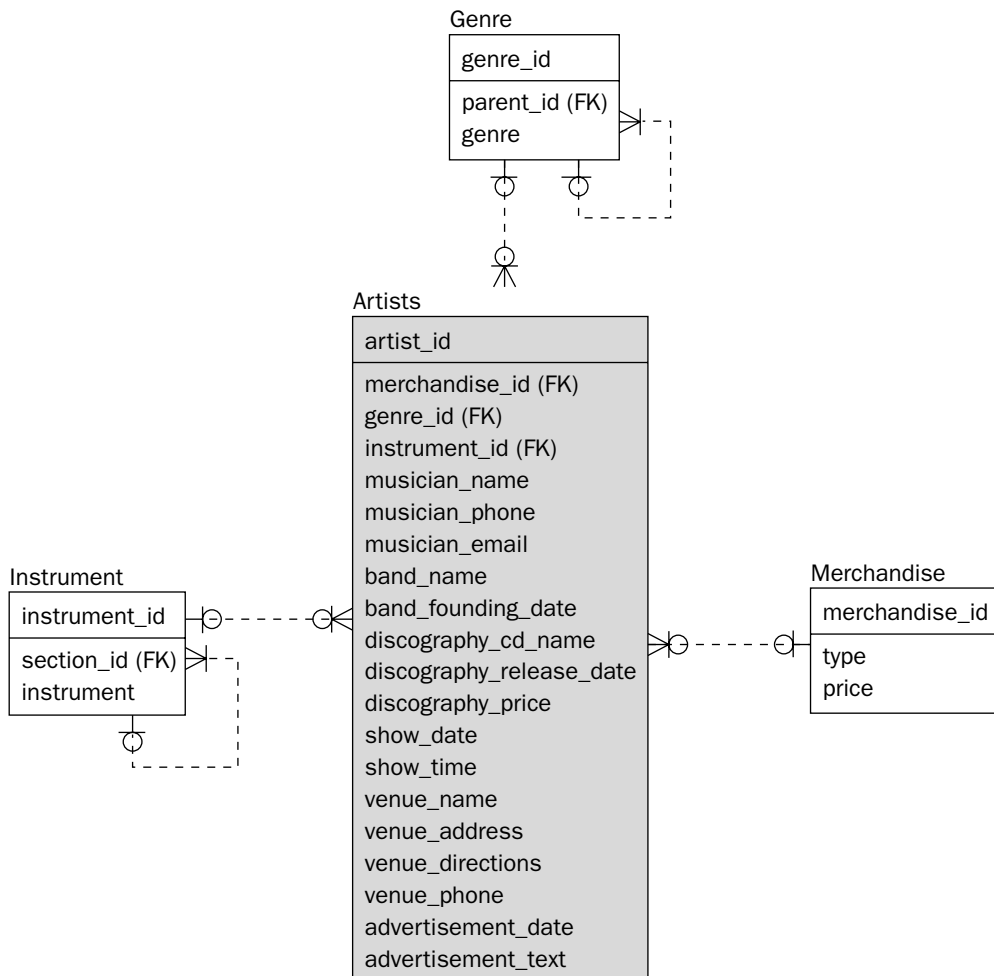 Genre
genre_id
parent_id (FK)
genre
Artists
artist_id
merchandise_id (FK)
genre_id (FK)
instrument_id (FK)
musician_name
musician_phone
musician_email
band_name
band_founding_date
discography_cd_name
discography_release_date
discography_price
show_date
show_time
venue_name
venue_address
venue_directions
venue_phone
advertisement_date
advertisement_text
Instrument
instrument_id
section_id (FK)
instrument
Merchandise
merchandise_id
type
price